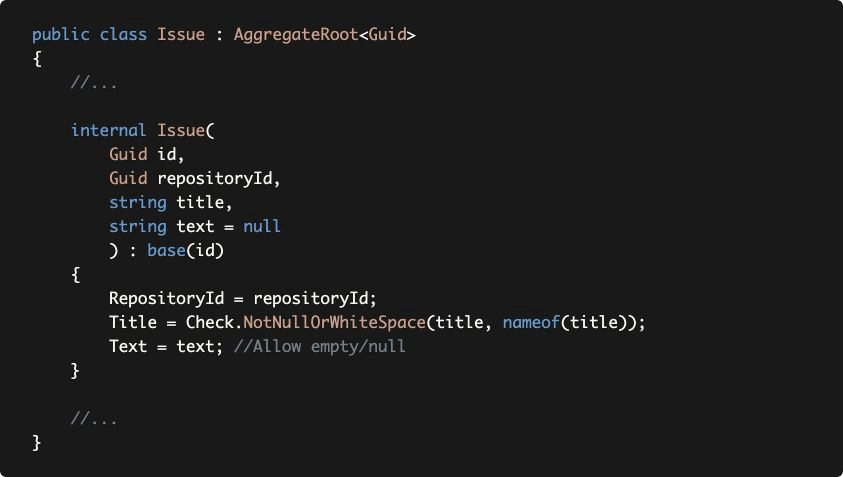 public class Issue : AggregateRoot<Guid>
{
    //...

    internal Issue(
        Guid id,
        Guid repositoryId,
        string title,
        string text = null
        ) : base(id)
    {
        RepositoryId = repositoryId;
        Title = Check.NotNullOrWhiteSpace(title, nameof(title));
        Text = text; //Allow empty/null
    }

    //...
}